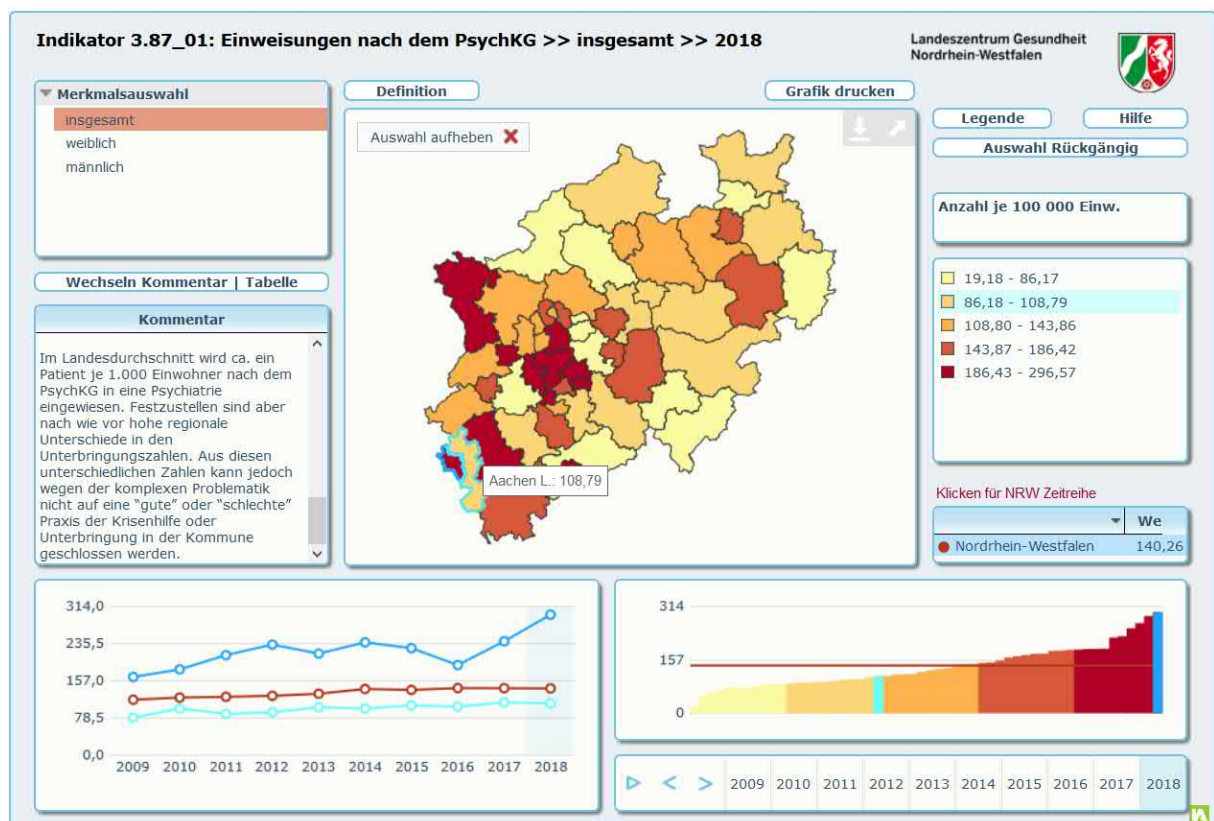 Indikator 3.87_01: Einweisungen nach dem PsychKG >> insgesamt >> 2018
Landeszentrum Gesundheit
Nordrhein-Westfalen
Merkmalsauswahl
insgesamt
weiblich
männlich
Definition
Grafik drucken
Auswahl aufheben
Legende
Hilfe
Auswahl Rückgängig
Anzahl je 100 000 Einw.
19,18 - 86,17
86,18 - 108,79
108,80 - 143,86
143,87 - 186,42
186,43 - 296,57
Wechseln Kommentar | Tabelle
Kommentar
Im Landesdurchschnitt wird ca. ein
Patient je 1.000 Einwohner nach dem
PsychKG in eine Psychiatrie
eingewiesen. Festzustellen sind aber
nach wie vor hohe regionale
Unterschiede in den
Unterbringungszahlen. Aus diesen
unterschiedlichen Zahlen kann jedoch
wegen der komplexen Problematik
nicht auf eine “gute” oder “schlechte”
Praxis der Krisenhilfe oder
Unterbringung in der Kommune
geschlossen werden.
Aachen L.: 108,79
Klicken für NRW Zeitreihe
We
Nordrhein-Westfalen 140,26
314,0
235,5
157,0
78,5
0,0
2009 2010 2011 2012 2013 2014 2015 2016 2017 2018
314
157
0
2009 2010 2011 2012 2013 2014 2015 2016 2017 2018